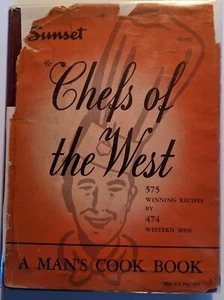 Sunset
Chefs of
the West
575
WINNING RECIPES
BY
474
WESTERN MEN
A MAN'S COOK BOOK